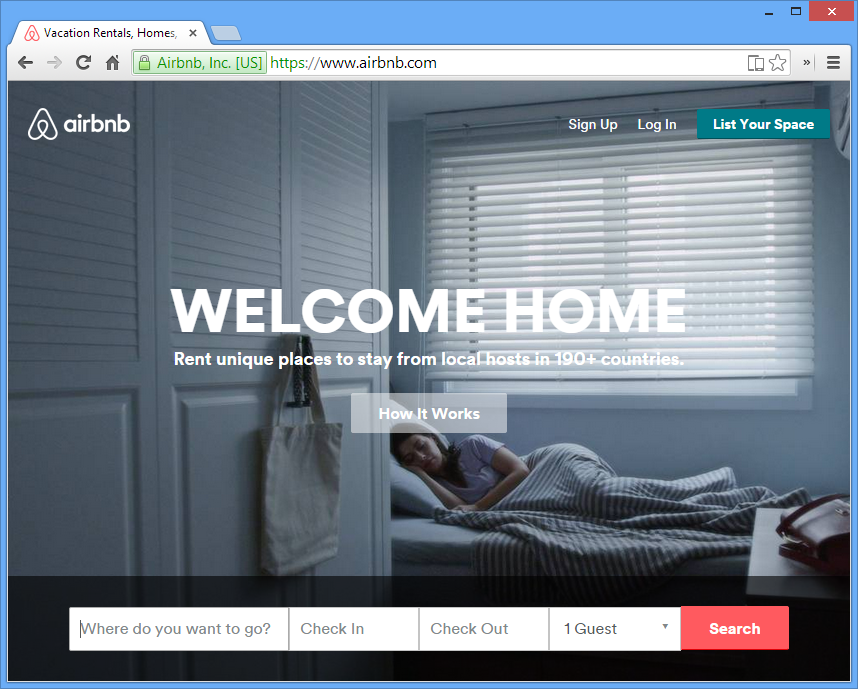 Vacation Rentals, Homes,
Airbnb, Inc. [US] https://www.airbnb.com
airbnb
Sign Up
Log In
List Your Space
WELCOME HOME
Rent unique places to stay from local hosts in 190+ countries.
How It Works
Where do you want to go?
Check In
Check Out
1 Guest
Search